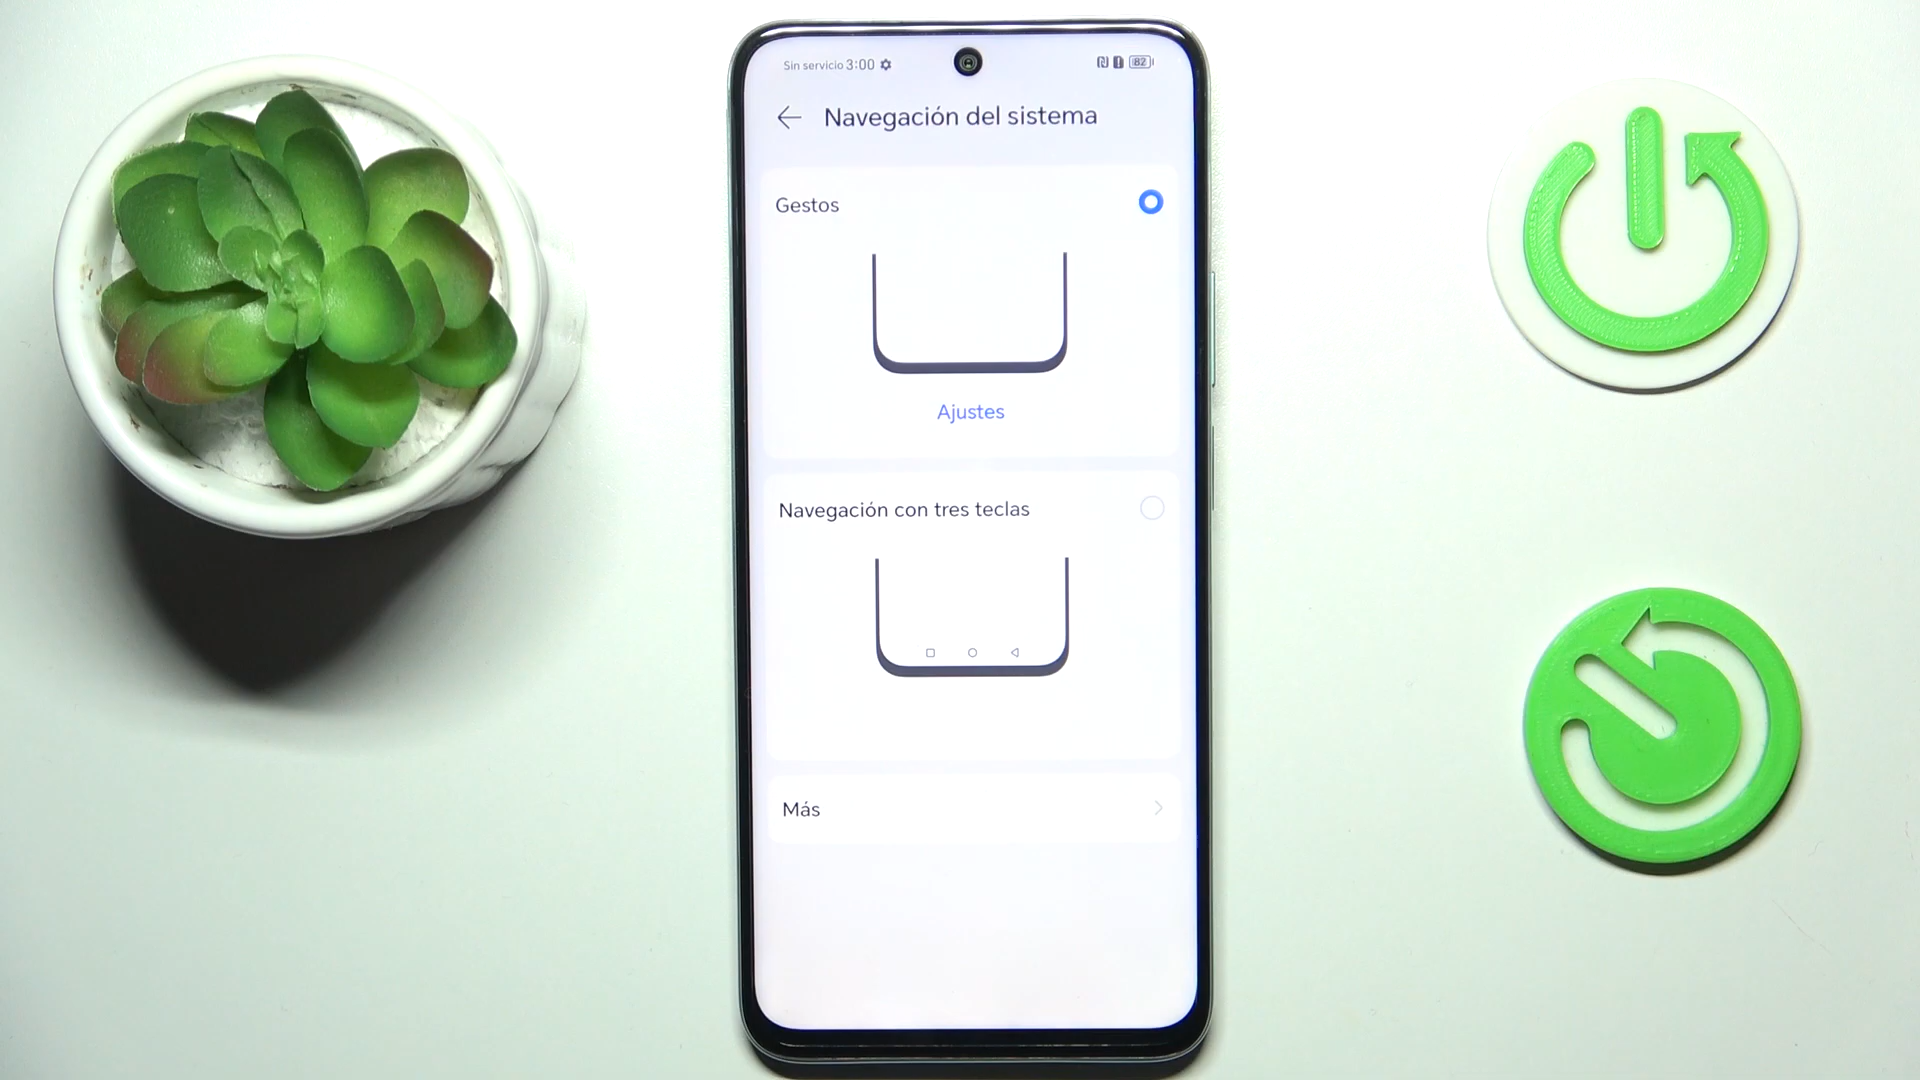 Sin servicio 3:00
82
Navegación del sistema
Gestos
Ajustes
Navegación con tres teclas
Más